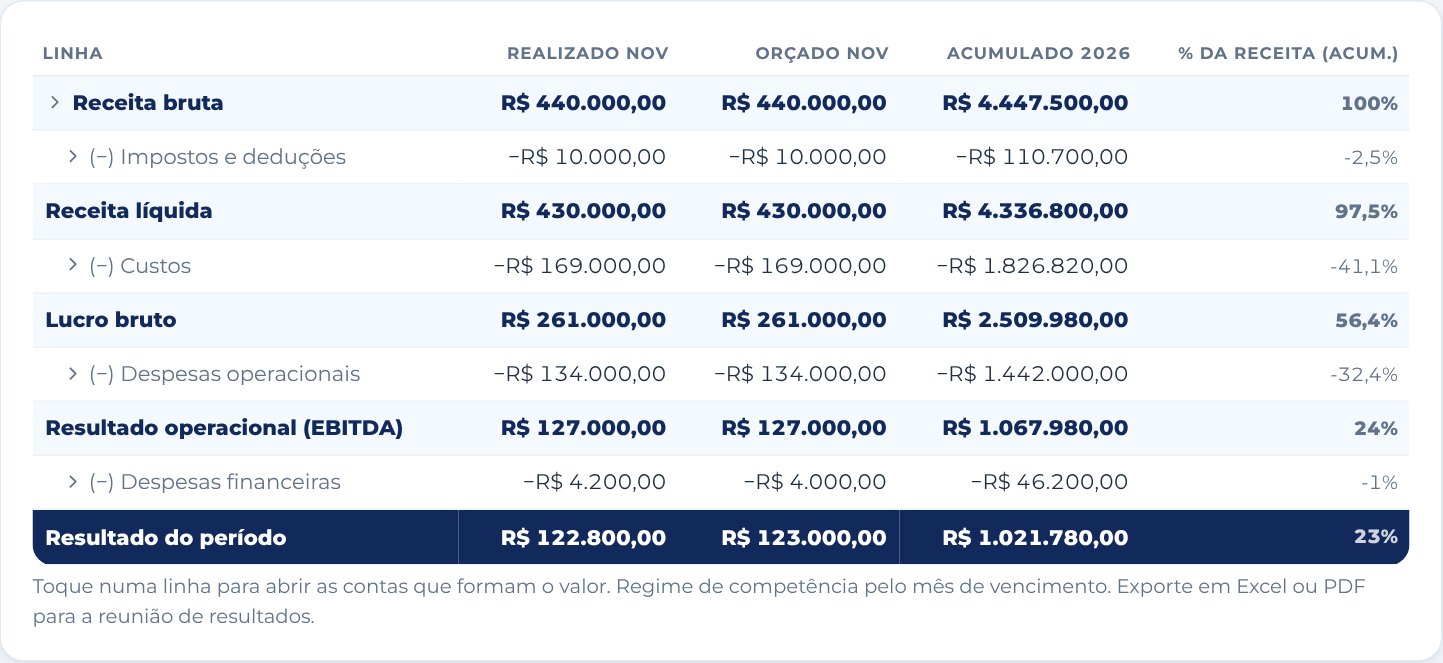 LINHA REALIZADO NOV ORÇADO NOV ACUMULADO 2026 % DA RECEITA (ACUM.)
Receita bruta R$ 440.000,00 R$ 440.000,00 R$ 4.447.500,00 100%
(−) Impostos e deduções −R$ 10.000,00 −R$ 10.000,00 −R$ 110.700,00 -2,5%
Receita líquida R$ 430.000,00 R$ 430.000,00 R$ 4.336.800,00 97,5%
(−) Custos −R$ 169.000,00 −R$ 169.000,00 −R$ 1.826.820,00 -41,1%
Lucro bruto R$ 261.000,00 R$ 261.000,00 R$ 2.509.980,00 56,4%
(−) Despesas operacionais −R$ 134.000,00 −R$ 134.000,00 −R$ 1.442.000,00 -32,4%
Resultado operacional (EBITDA) R$ 127.000,00 R$ 127.000,00 R$ 1.067.980,00 24%
(−) Despesas financeiras −R$ 4.200,00 −R$ 4.000,00 −R$ 46.200,00 -1%
Resultado do período R$ 122.800,00 R$ 123.000,00 R$ 1.021.780,00 23%
Toque numa linha para abrir as contas que formam o valor. Regime de competência pelo mês de vencimento. Exporte em Excel ou PDF
para a reunião de resultados.